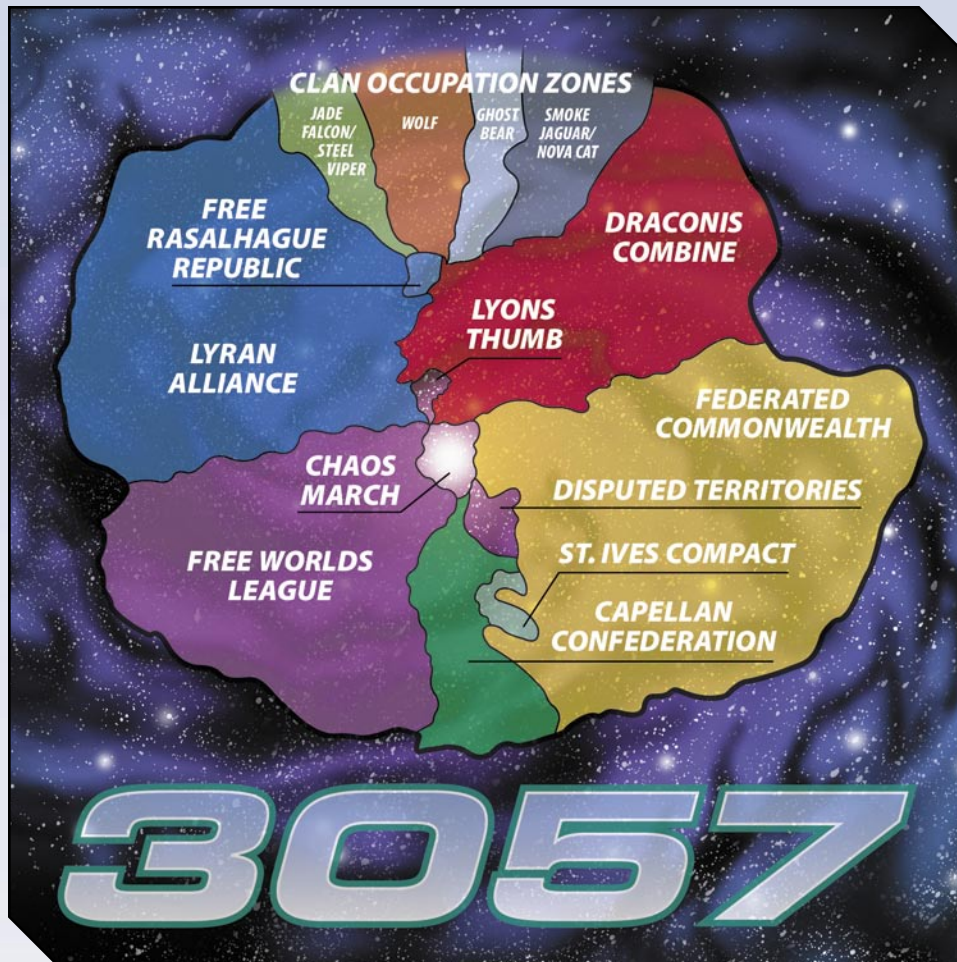 CLAN OCCUPATION ZONES
JADE
FALCON/
STEEL
VIPER
WOLF
GHOST
BEAR
SMOKE
JAGUAR/
NOVA CAT
FREE
RASALHAGUE
REPUBLIC
DRACONIS
COMBINE
LYONS
THUMB
LYRAN
ALLIANCE
FEDERATED
COMMONWEALTH
CHAOS
MARCH
DISPUTED TERRITORIES
FREE WORLDS
LEAGUE
ST. IVES COMPACT
CAPELLAN
CONFEDERATION
3057